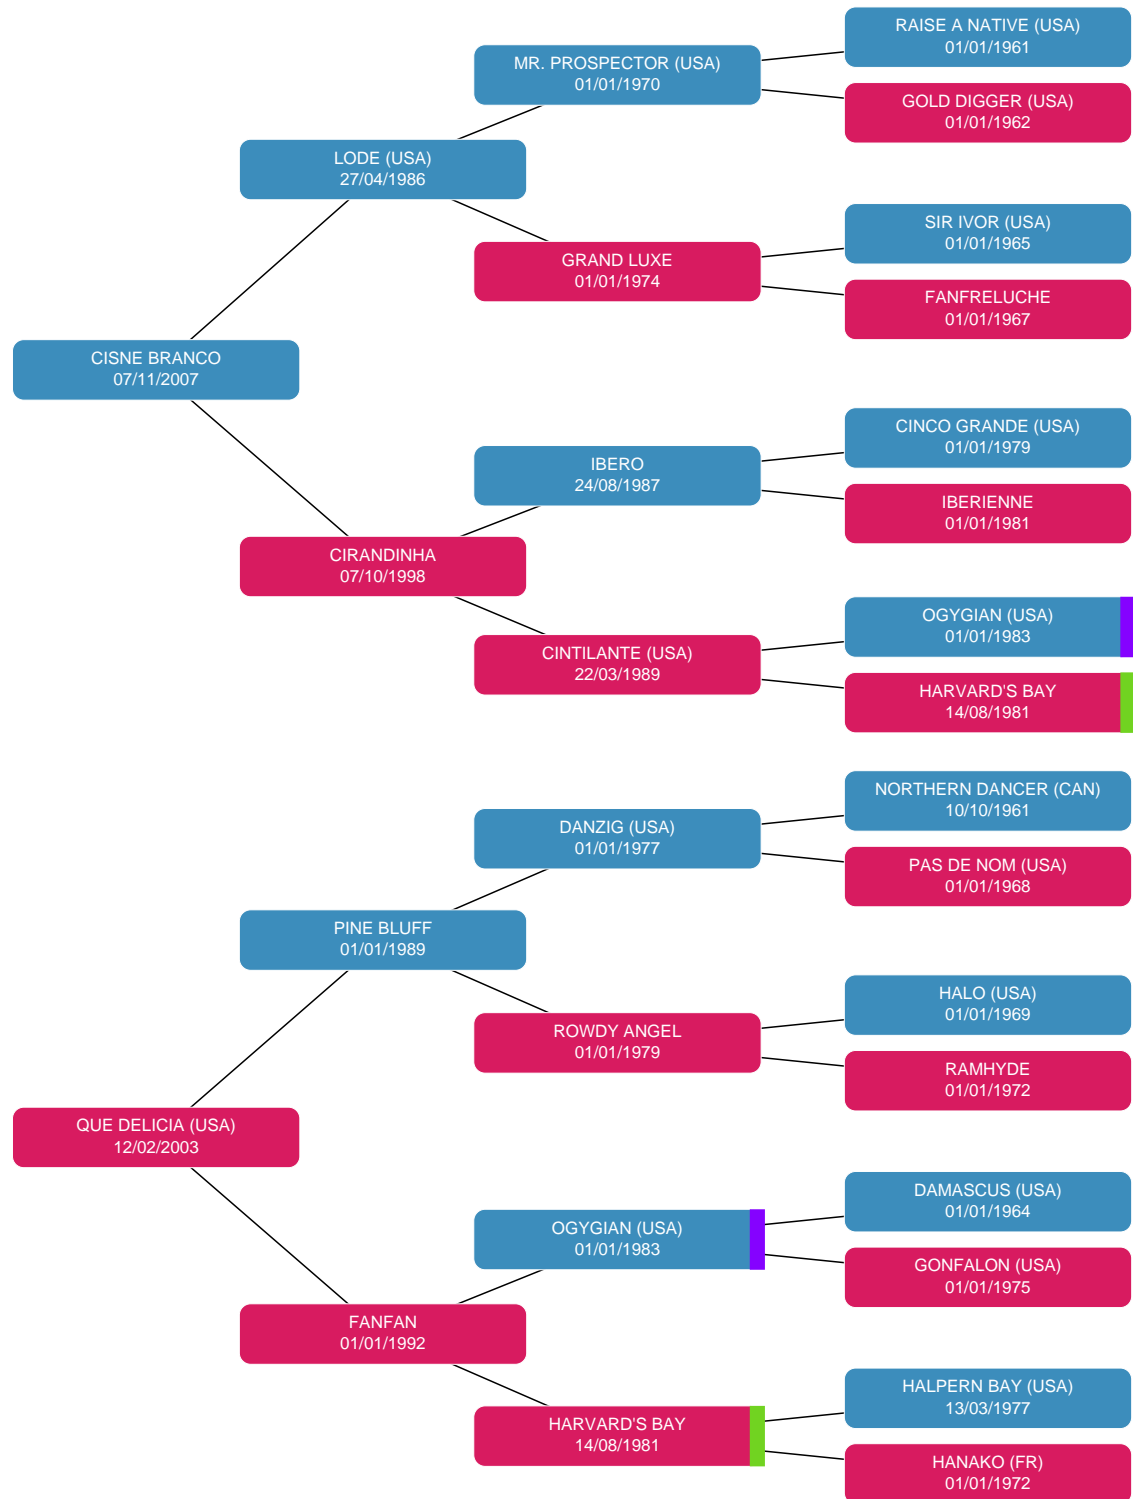 RAISE A NATIVE (USA)
01/01/1961
MR. PROSPECTOR (USA)
01/01/1970
GOLD DIGGER (USA)
01/01/1962
LODE (USA)
27/04/1986
SIR IVOR (USA)
01/01/1965
GRAND LUXE
01/01/1974
FANFRELUCHE
01/01/1967
CISNE BRANCO
07/11/2007
CINCO GRANDE (USA)
01/01/1979
IBERO
24/08/1987
IBERIENNE
01/01/1981
CIRANDINHA
07/10/1998
OGYGIAN (USA)
01/01/1983
CINTILANTE (USA)
22/03/1989
HARVARD'S BAY
14/08/1981
NORTHERN DANCER (CAN)
10/10/1961
DANZIG (USA)
01/01/1977
PAS DE NOM (USA)
01/01/1968
PINE BLUFF
01/01/1989
HALO (USA)
01/01/1969
ROWDY ANGEL
01/01/1979
RAMHYDE
01/01/1972
QUE DELICIA (USA)
12/02/2003
DAMASCUS (USA)
01/01/1964
OGYGIAN (USA)
01/01/1983
GONFALON (USA)
01/01/1975
FANFAN
01/01/1992
HALPERN BAY (USA)
13/03/1977
HARVARD'S BAY
14/08/1981
HANAKO (FR)
01/01/1972